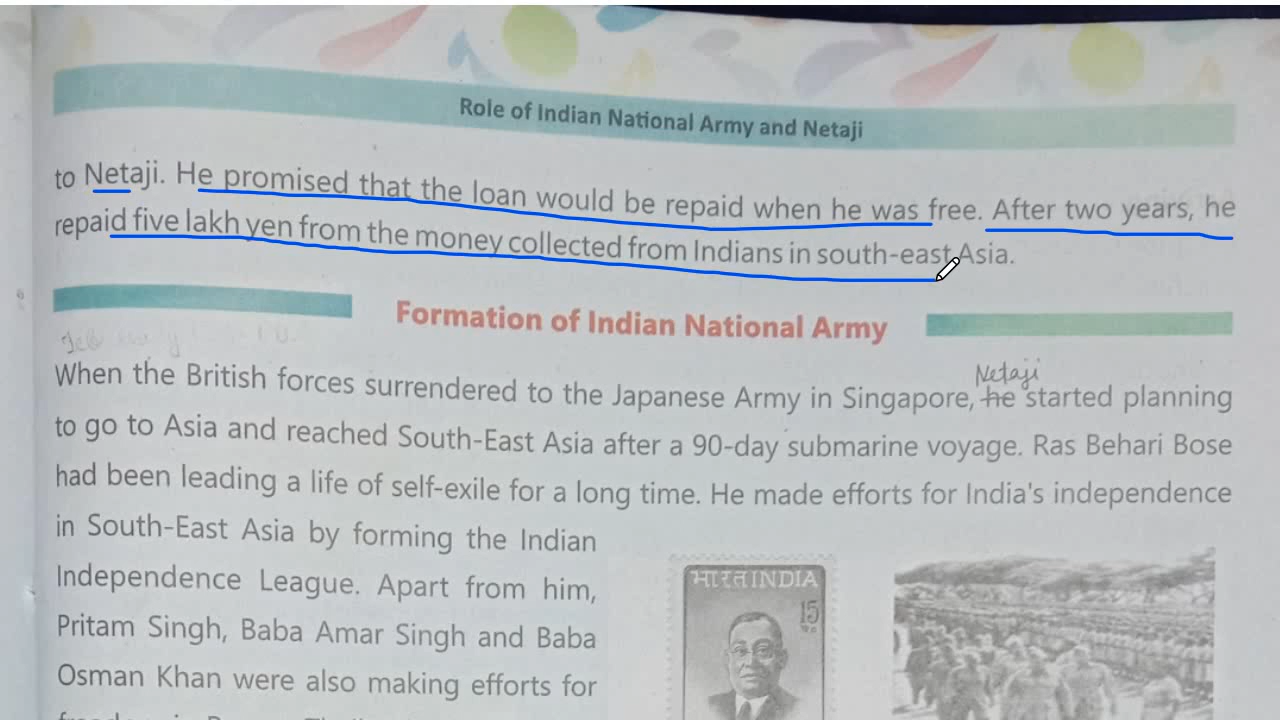 Role of Indian National Army and Netaji
to Netaji. He promised that the loan would be repaid when he was free. After two years, he
repaid five lakh yen from the money collected from Indians in south-east Asia.
Formation of Indian National Army
Netaji
When the British forces surrendered to the Japanese Army in Singapore, he started planning
to go to Asia and reached South-East Asia after a 90-day submarine voyage. Ras Behari Bose
had been leading a life of self-exile for a long time. He made efforts for India's independence
in South-East Asia by forming the Indian
Independence League. Apart from him,
Pritam Singh, Baba Amar Singh and Baba
Osman Khan were also making efforts for
भारत INDIA
15